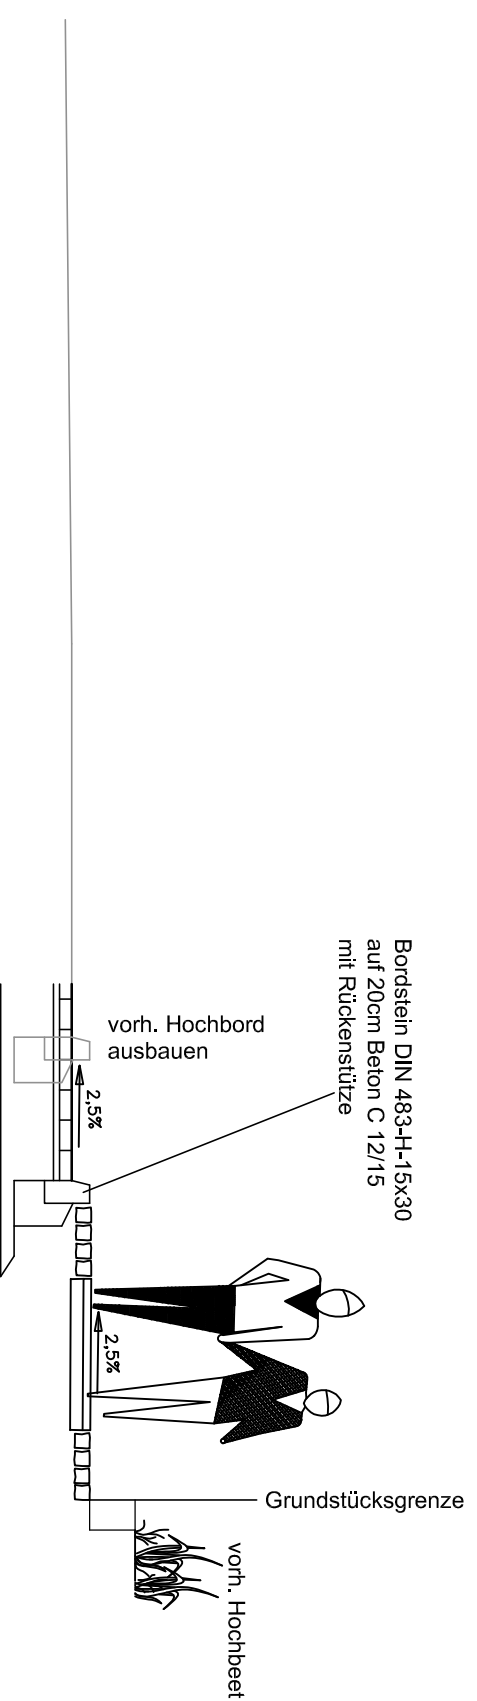 Bordstein DIN 483-H-15x30
auf 20cm Beton C 12/15
mit Rückenstütze
vorh. Hochbord
ausbauen
2,5%
2,5%
Grundstücksgrenze
vorh. Hochbeet